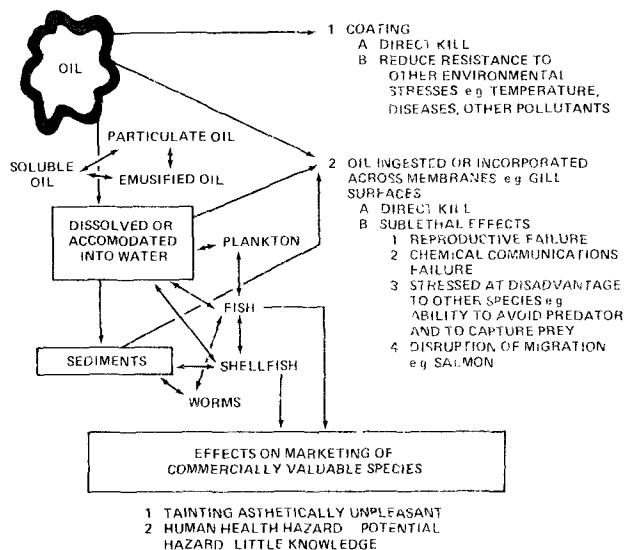 OIL
1 COATING
A DIRECT KILL
B REDUCE RESISTANCE TO
OTHER ENVIRONMENTAL
STRESSES e g TEMPERATURE,
DISEASES, OTHER POLLUTANTS
PARTICULATE OIL
SOLUBLE
OIL
EMUSIFIED OIL
2 OIL INGESTED OR INCORPORATED
ACROSS MEMBRANES e g GILL
SURFACES
A DIRECT KILL
B SUBLETHAL EFFECTS
1 REPRODUCTIVE FAILURE
2 CHEMICAL COMMUNICATIONS
FAILURE
3 STRESSED AT DISADVANTAGE
TO OTHER SPECIES e g
ABILITY TO AVOID PREDATOR
AND TO CAPTURE PREY
4 DISRUPTION OF MIGRATION
e g SALMON
DISSOLVED OR
ACCOMODATED
INTO WATER
PLANKTON
FISH
SEDIMENTS
SHELLFISH
WORMS
EFFECTS ON MARKETING OF
COMMERCIALLY VALUABLE SPECIES
1 TAINTING ASTHETICALLY UNPLEASANT
2 HUMAN HEALTH HAZARD POTENTIAL
HAZARD LITTLE KNOWLEDGE